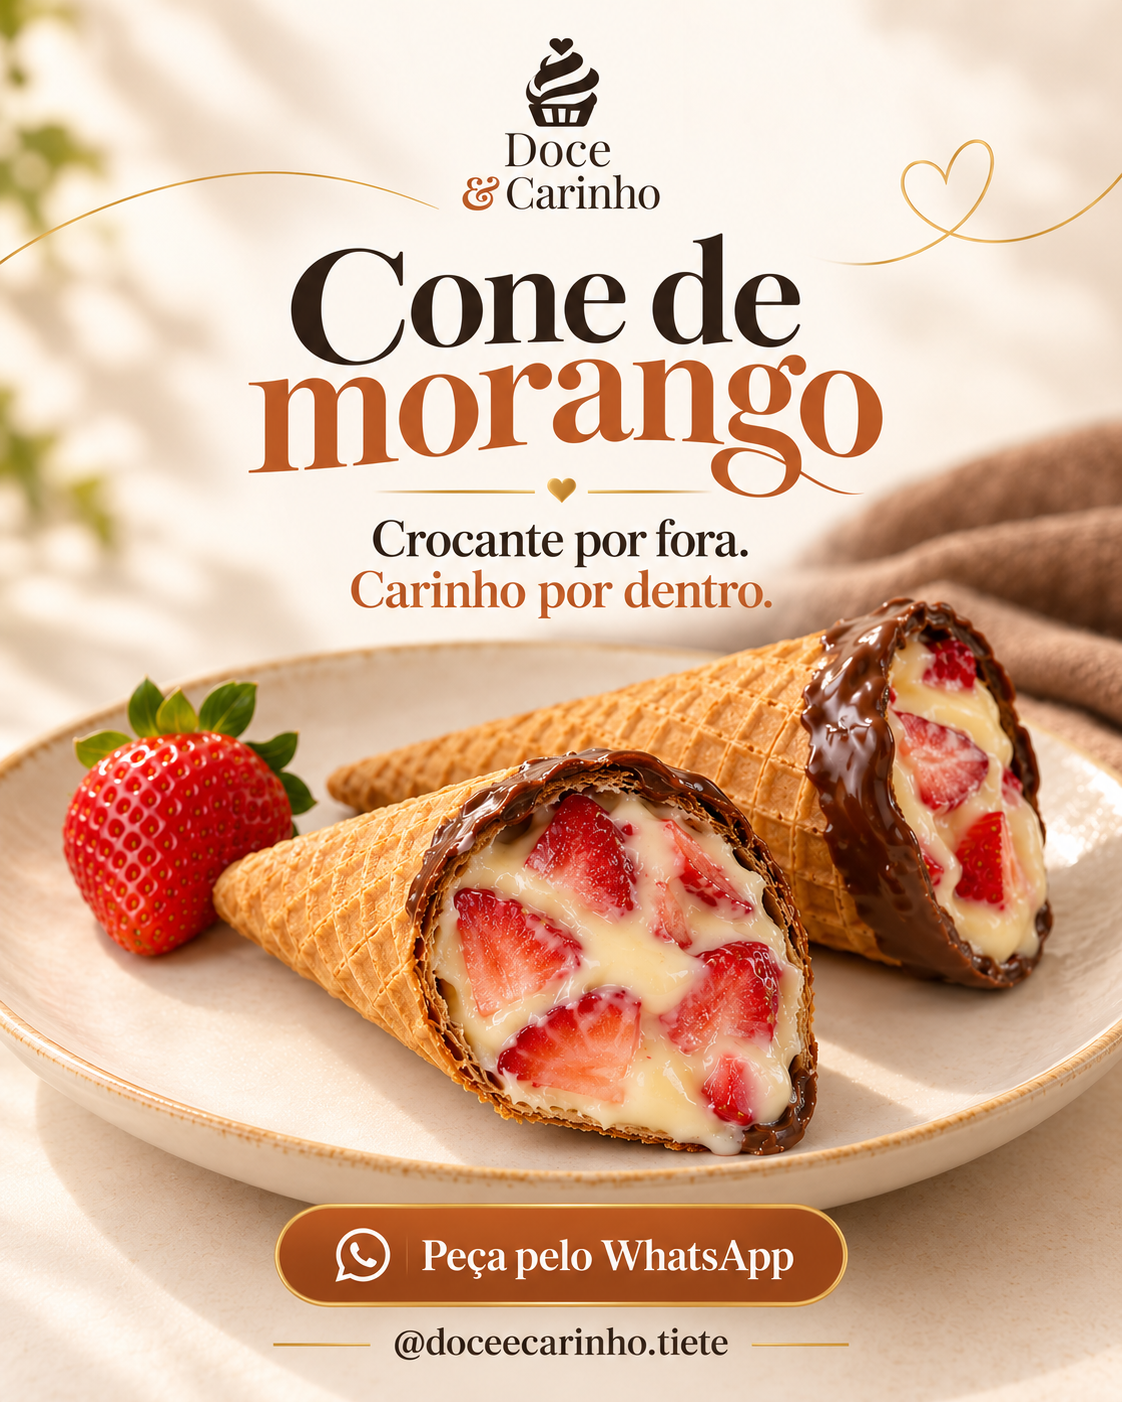 Doce
& Carinho
Cone de
morango
Crocante por fora.
Carinho por dentro.
Peça pelo WhatsApp
@doceecarinho.tiete